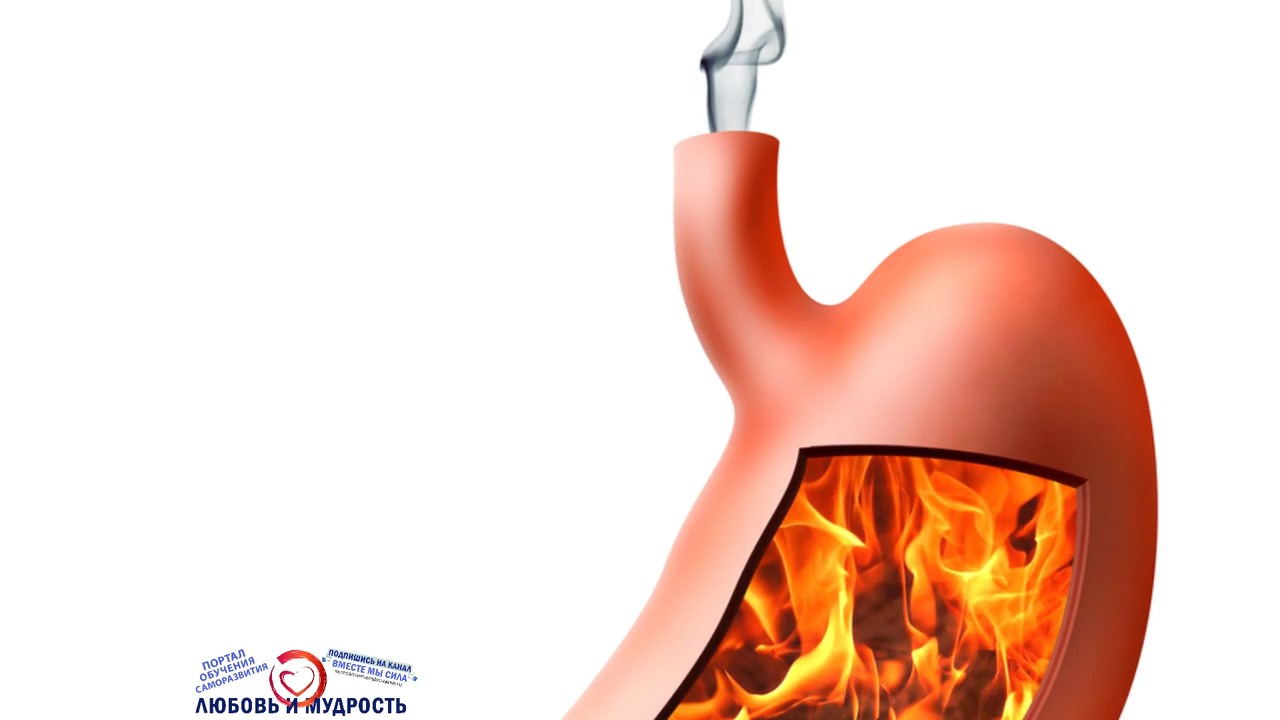 ПОРТАЛ
ОБУЧЕНИЯ
САМОРАЗВИТИЯ
ПОДПИШИСЬ НА КАНАЛ
ВМЕСТЕ МЫ СИЛА
ЛЮБОВЬ И МУДРОСТЬ